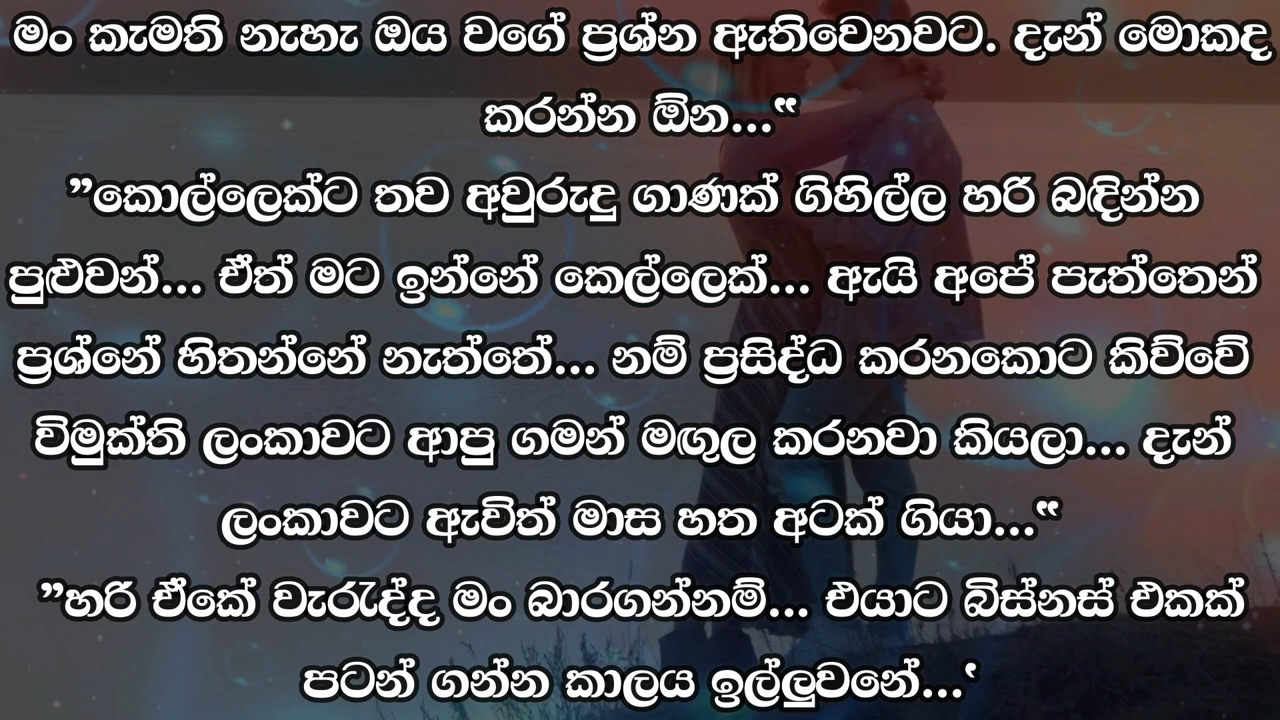 මං කැමති නැහැ ඔය වගේ ප්‍රශ්න ඇතිවෙනවට. දැන් මොකද
කරන්න ඕන...“
”කොල්ලෙක්ට තව අවුරුදු ගාණක් ගිහිල්ල හරි බඳින්න
පුළුවන්... ඒත් මට ඉන්නේ කෙල්ලෙක්... ඇයි අපේ පැත්තෙන්
ප්‍රශ්නේ හිතන්නේ නැත්තේ... නම් ප්‍රසිද්ධ කරනකොට කිව්වේ
විමුක්ති ලංකාවට ආපු ගමන් මඟුල කරනවා කියලා... දැන්
ලංකාවට ඇවිත් මාස හත අටක් ගියා...“
”හරි ඒකේ වැරැද්ද මං බාරගන්නම්... එයාට බිස්නස් එකක්
පටන් ගන්න කාලය ඉල්ලුවනේ...‘